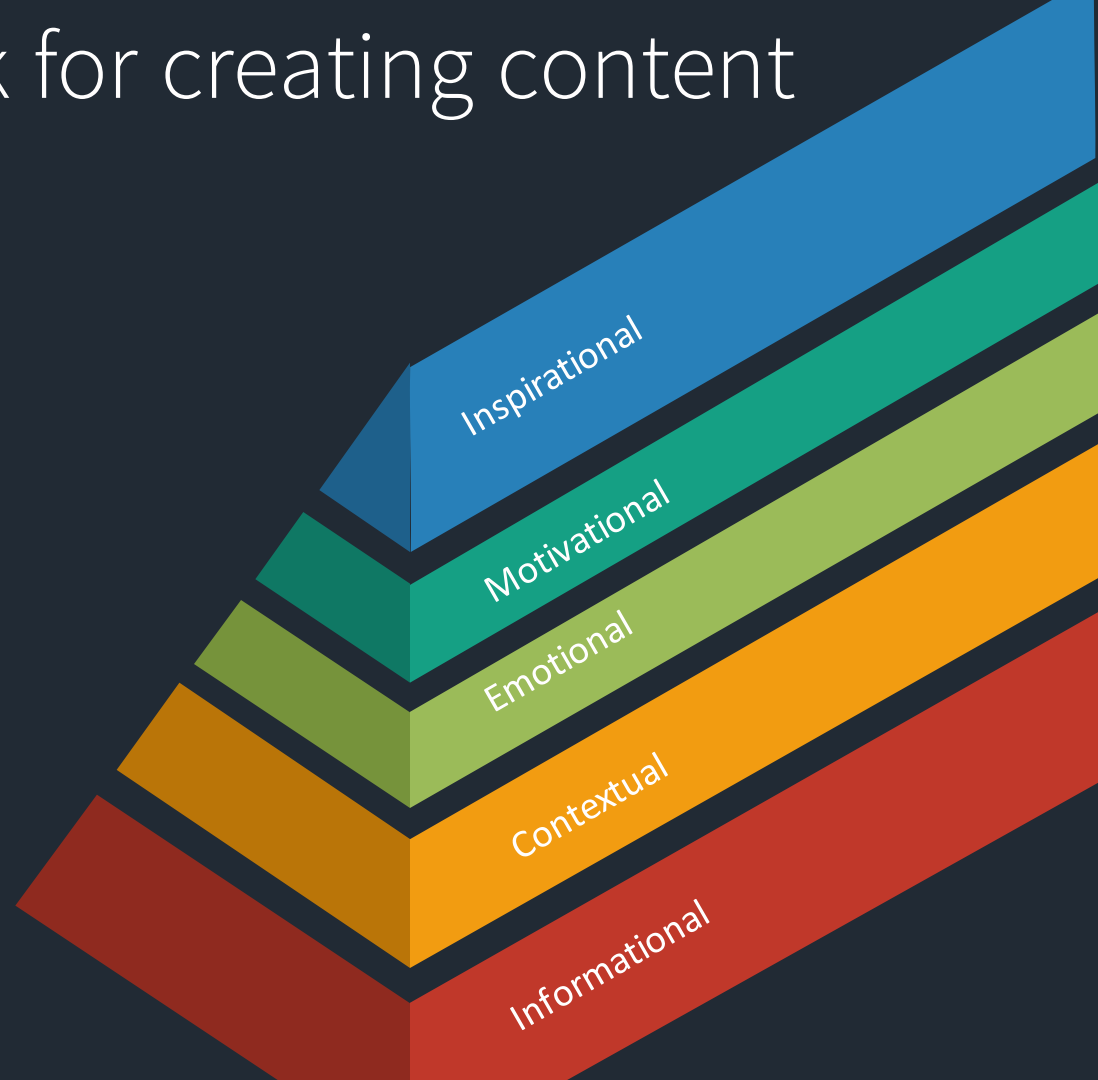 for creating content
Inspirational
Motivational
Emotional
Contextual
Informational